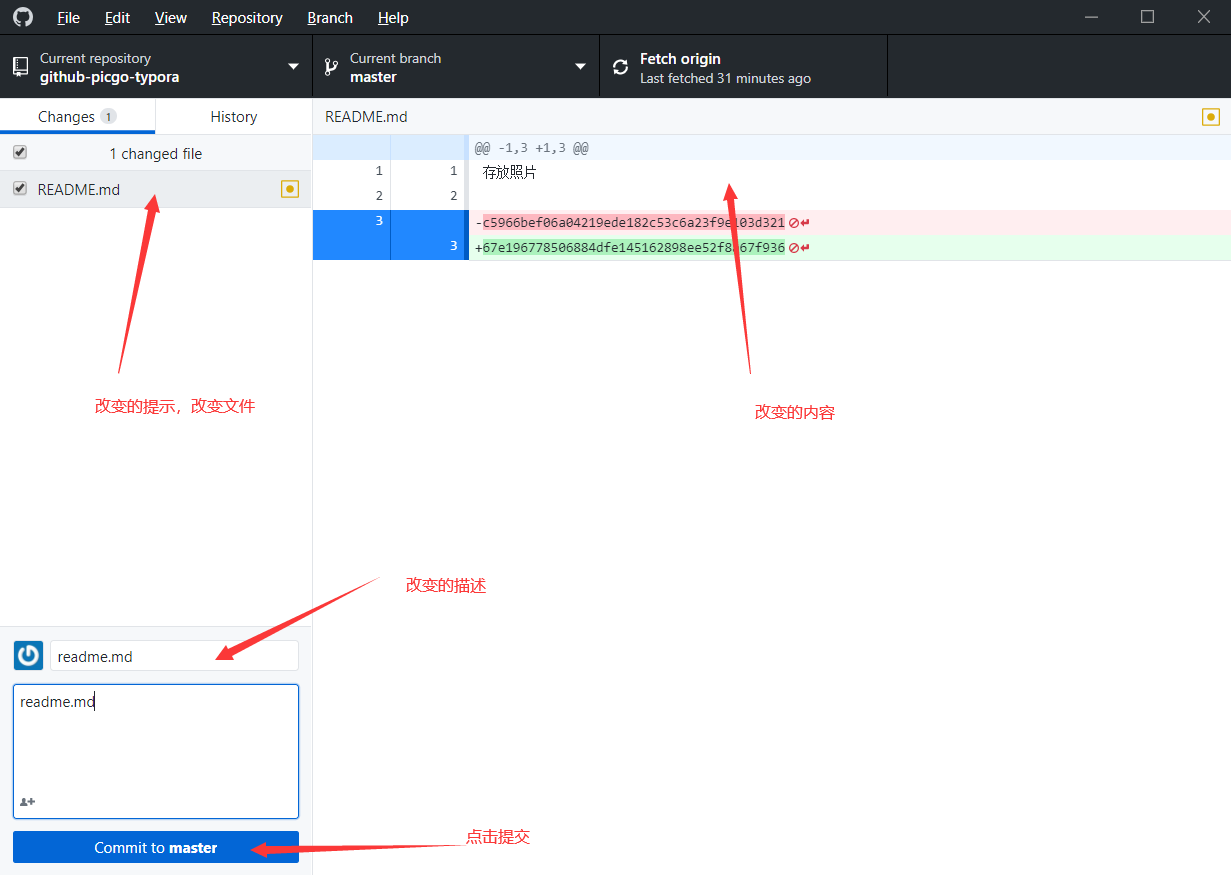 File Edit View Repository Branch Help
Current repository
github-picgo-typora
Current branch
master
Fetch origin
Last fetched 31 minutes ago
Changes 1 History
README.md
1 changed file
README.md
@@ -1,3 +1,3 @@
1 1 存放照片
2 2
3 -c5966bef06a04219ede182c53c6a23f9e103d321
3 +67e196778506884dfe145162898ee52f8867f936
改变的提示，改变文件
改变的内容
改变的描述
readme.md
readme.md
点击提交
Commit to master